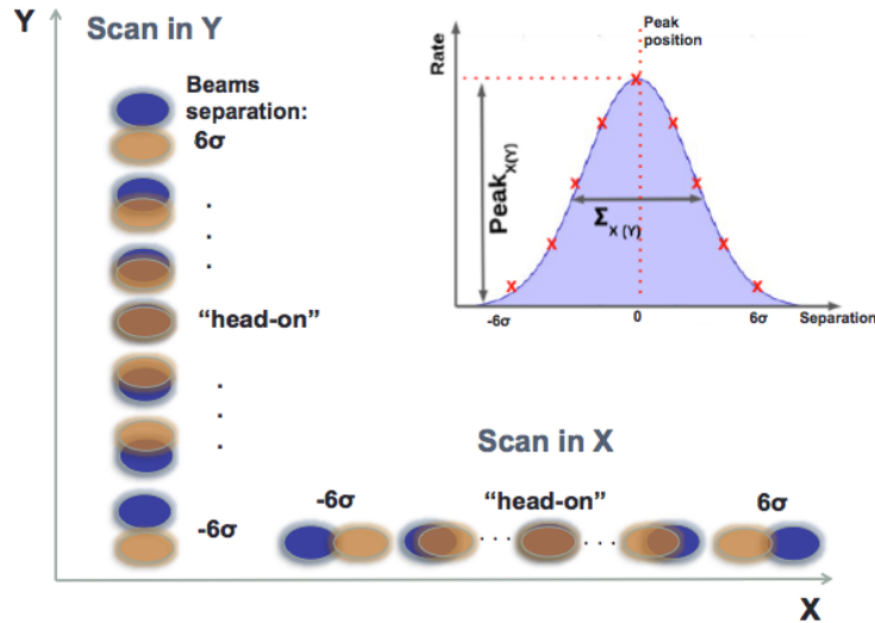 Y
Scan in Y
Beams
separation:
6σ
.
.
.
“head-on”
.
.
.
-6σ
Peak
position
Rate
Peak X(Y)
Σ X (Y)
-6σ
0
6σ
Separation
Scan in X
-6σ
“head-on”
6σ
. . .
. . .
X